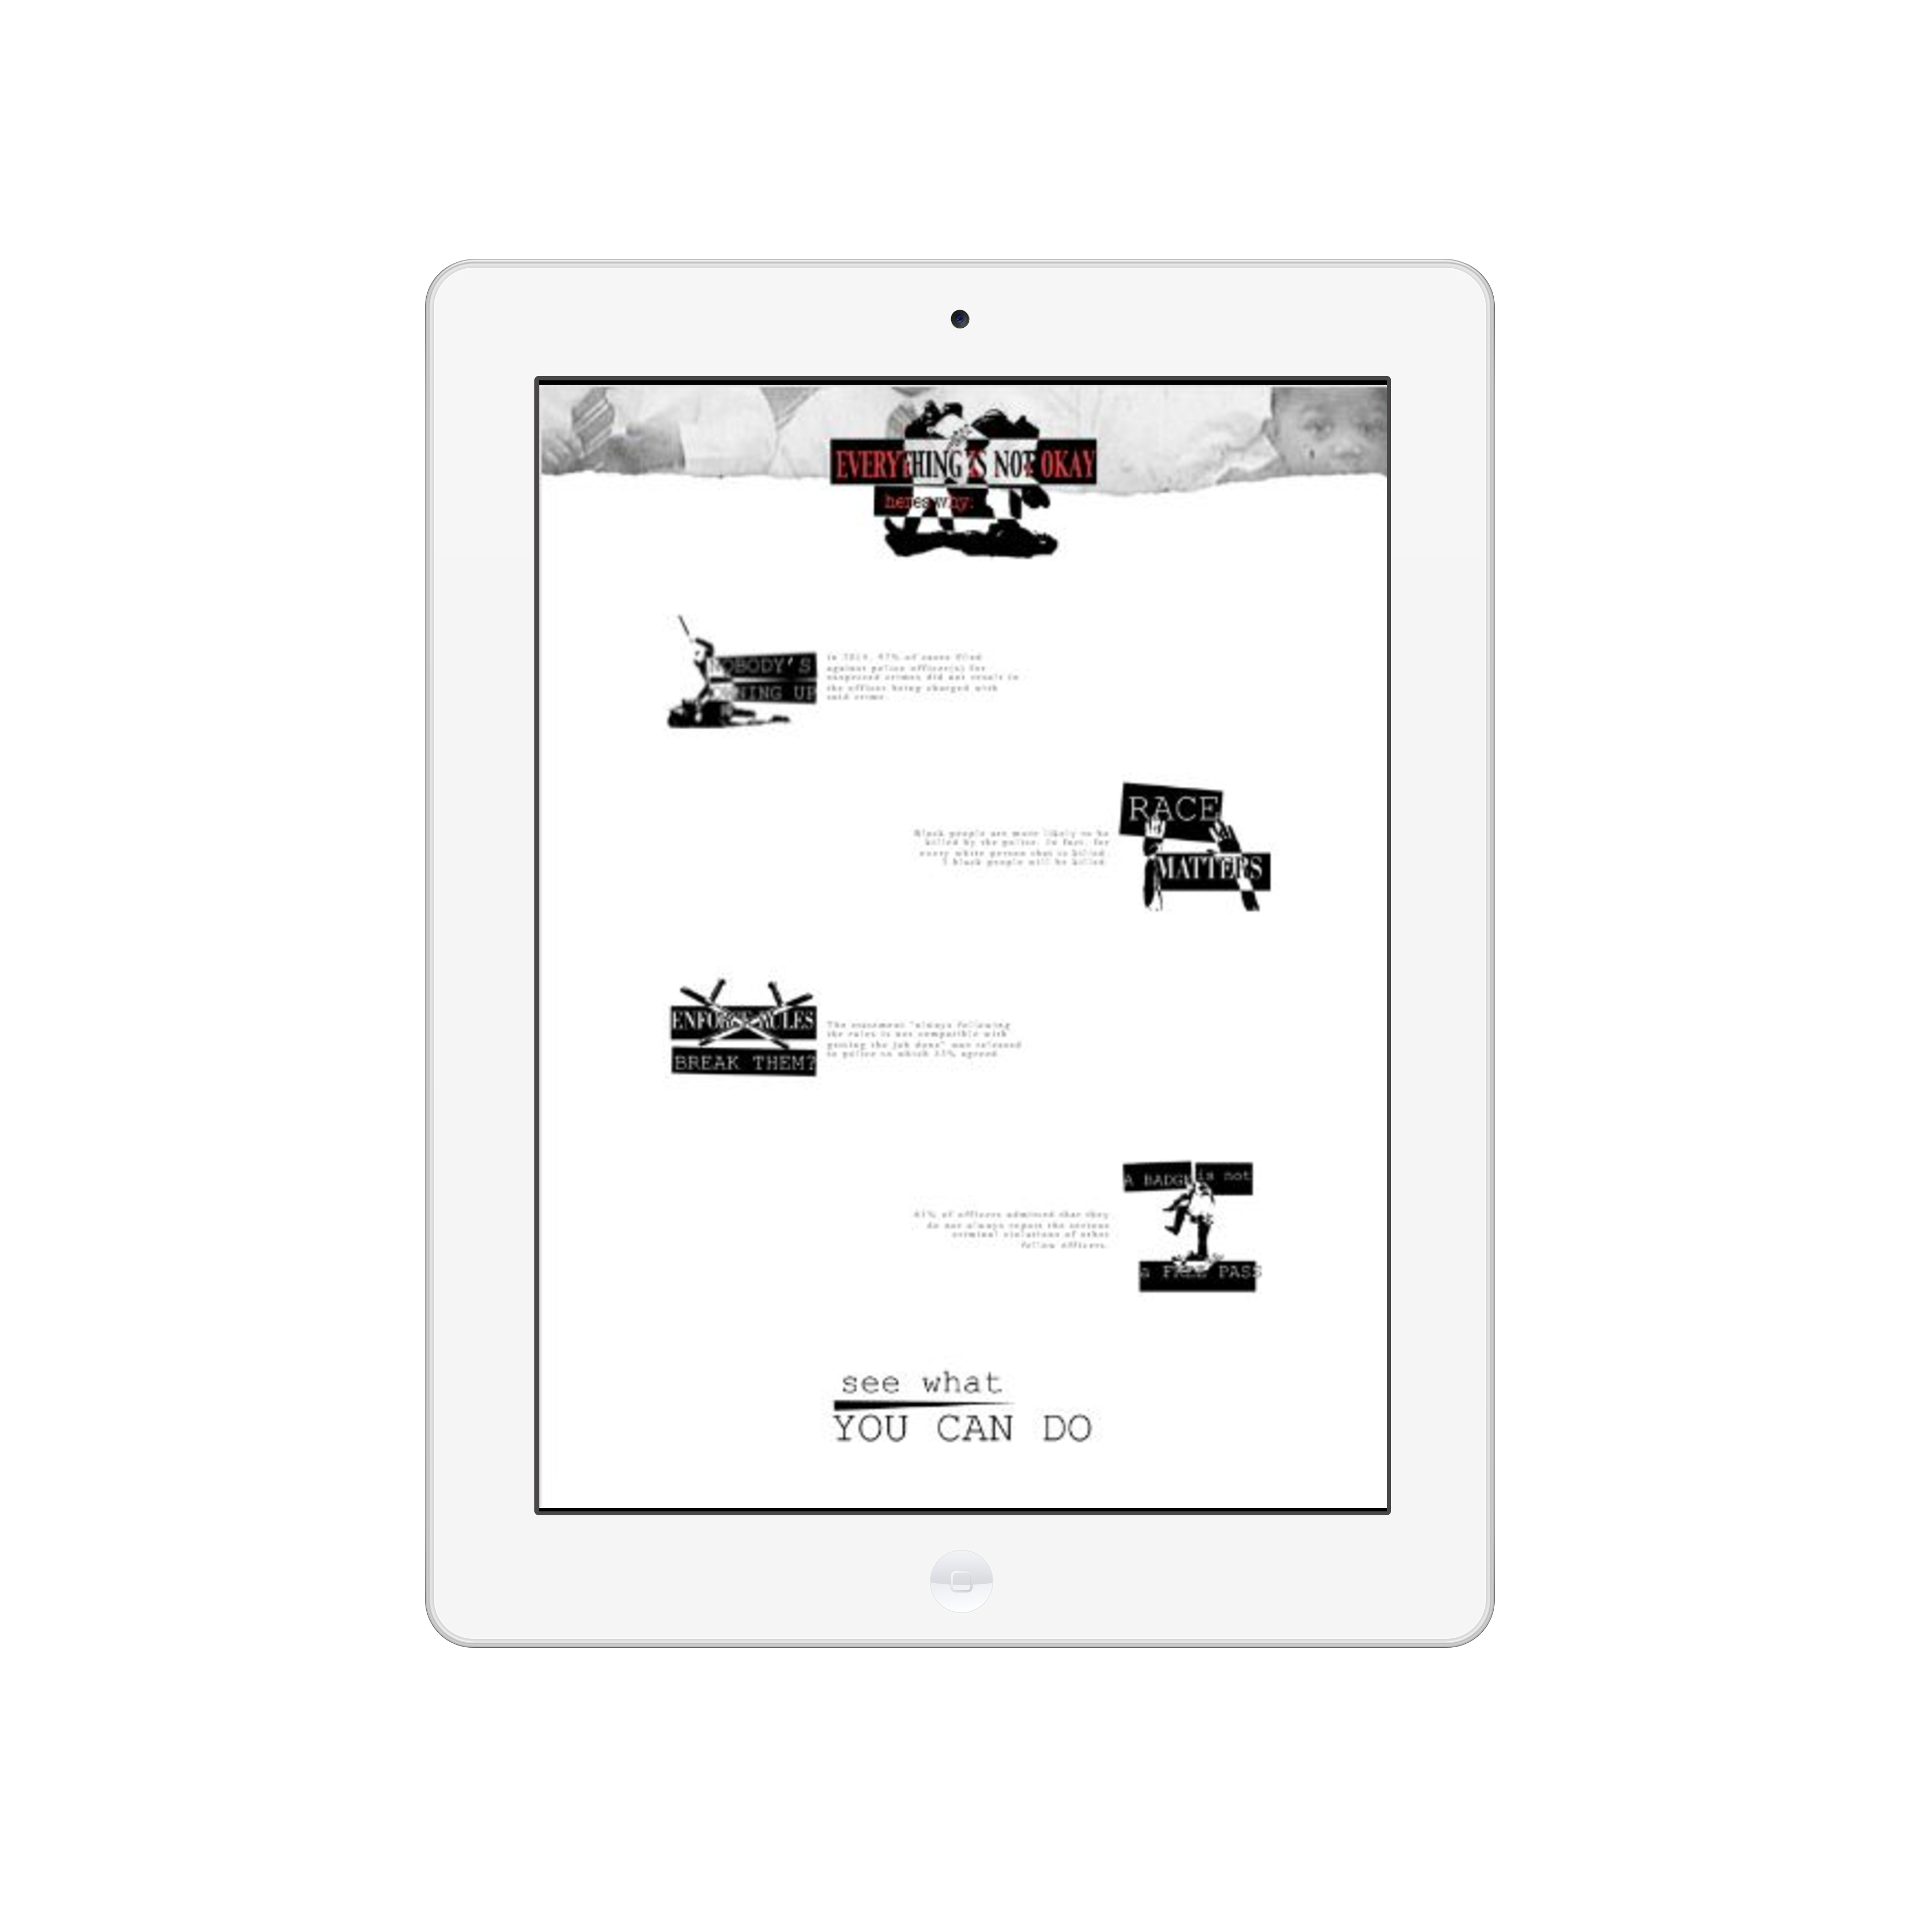 EVERYTHING IS NOT OKAY
heres why:
NOBODY'S
OWNING UP
in 2014, 97% of cases filed
against police officer(s) for
suspected crimes did not result in
the officer being charged with
said crime.
RACE
MATTERS
Black people are more likely to be
killed by the police. In fact, for
every white person that is killed,
black people will be killed.
ENFORCE RULES
BREAK THEM?
The statement "always following
the rules is not compatible with
getting the job done" was released
to police to which agreed.
A BADGE is not
a FREE PASS
61% of officers admitted that they
do not always report the serious
criminal violations of other
fellow officers.
see what
YOU CAN DO